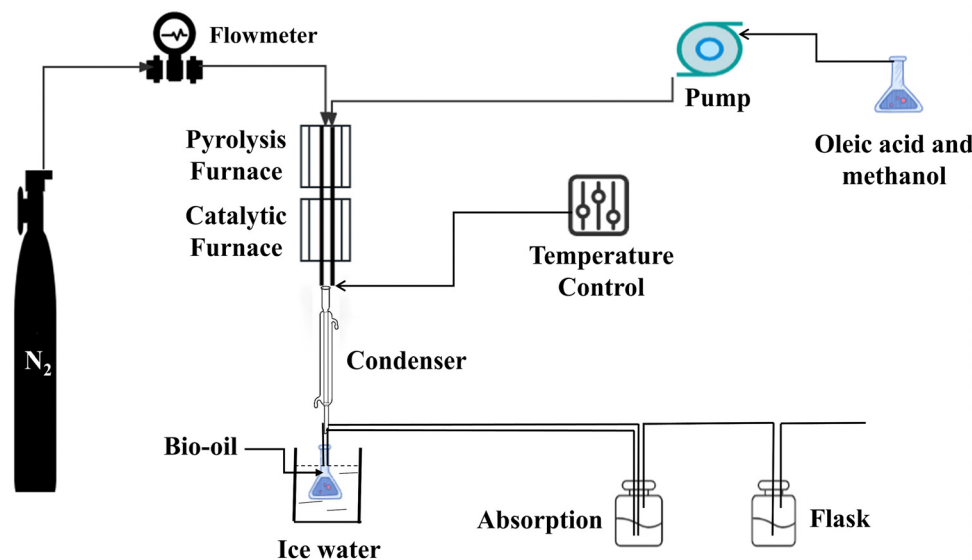 Flowmeter
Pump
Oleic acid and
methanol
Pyrolysis
Furnace
Catalytic
Furnace
Temperature
Control
N₂
Condenser
Bio-oil
Absorption
Flask
Ice water